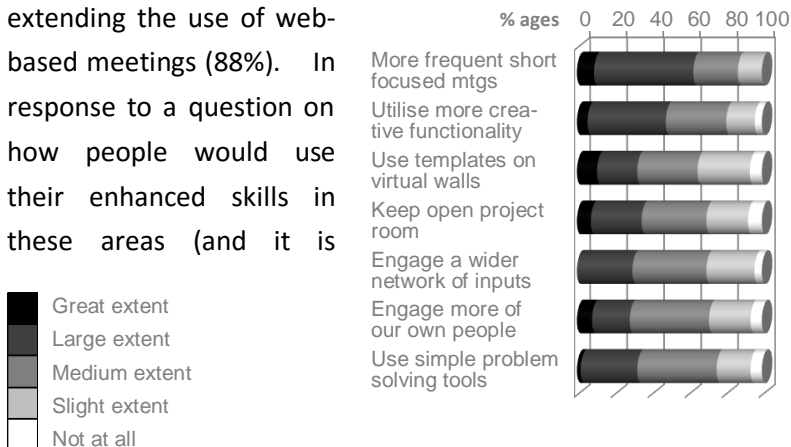 extending the use of web-
based meetings (88%). In
response to a question on
how people would use
their enhanced skills in
these areas (and it is
Great extent
Large extent
Medium extent
Slight extent
Not at all
% ages 0 20 40 60 80 100
More frequent short
focused mtgs
Utilise more crea-
tive functionality
Use templates on
virtual walls
Keep open project
room
Engage a wider
network of inputs
Engage more of
our own people
Use simple problem
solving tools